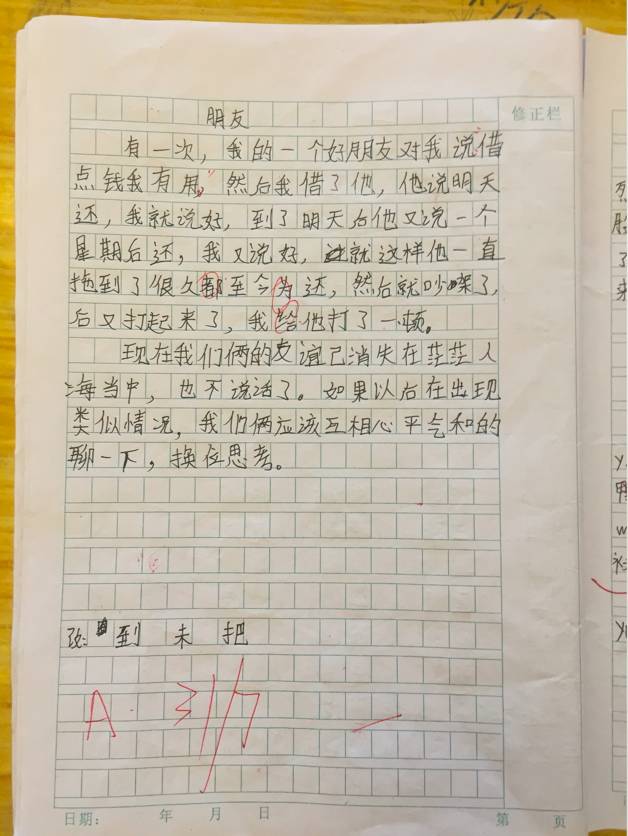 朋友
修正栏
有一次，我的一个好朋友对我说借
点钱我有用，然后我借了他，他说明天
还，我就说好，到了明天后他又说一个
星期后还，我又说好，就这样他一直
拖到了很久都至今为还，然后就吵架了，
后又打起来了，我给他打了一顿。
现在我们俩的友谊已消失在茫茫人
海当中，也不说话了。如果以后在出现
类似情况，我们俩应该互相心平气和的
聊一下，换位思考。
改：到 未 把
A
日期： 年 月 日
第 页